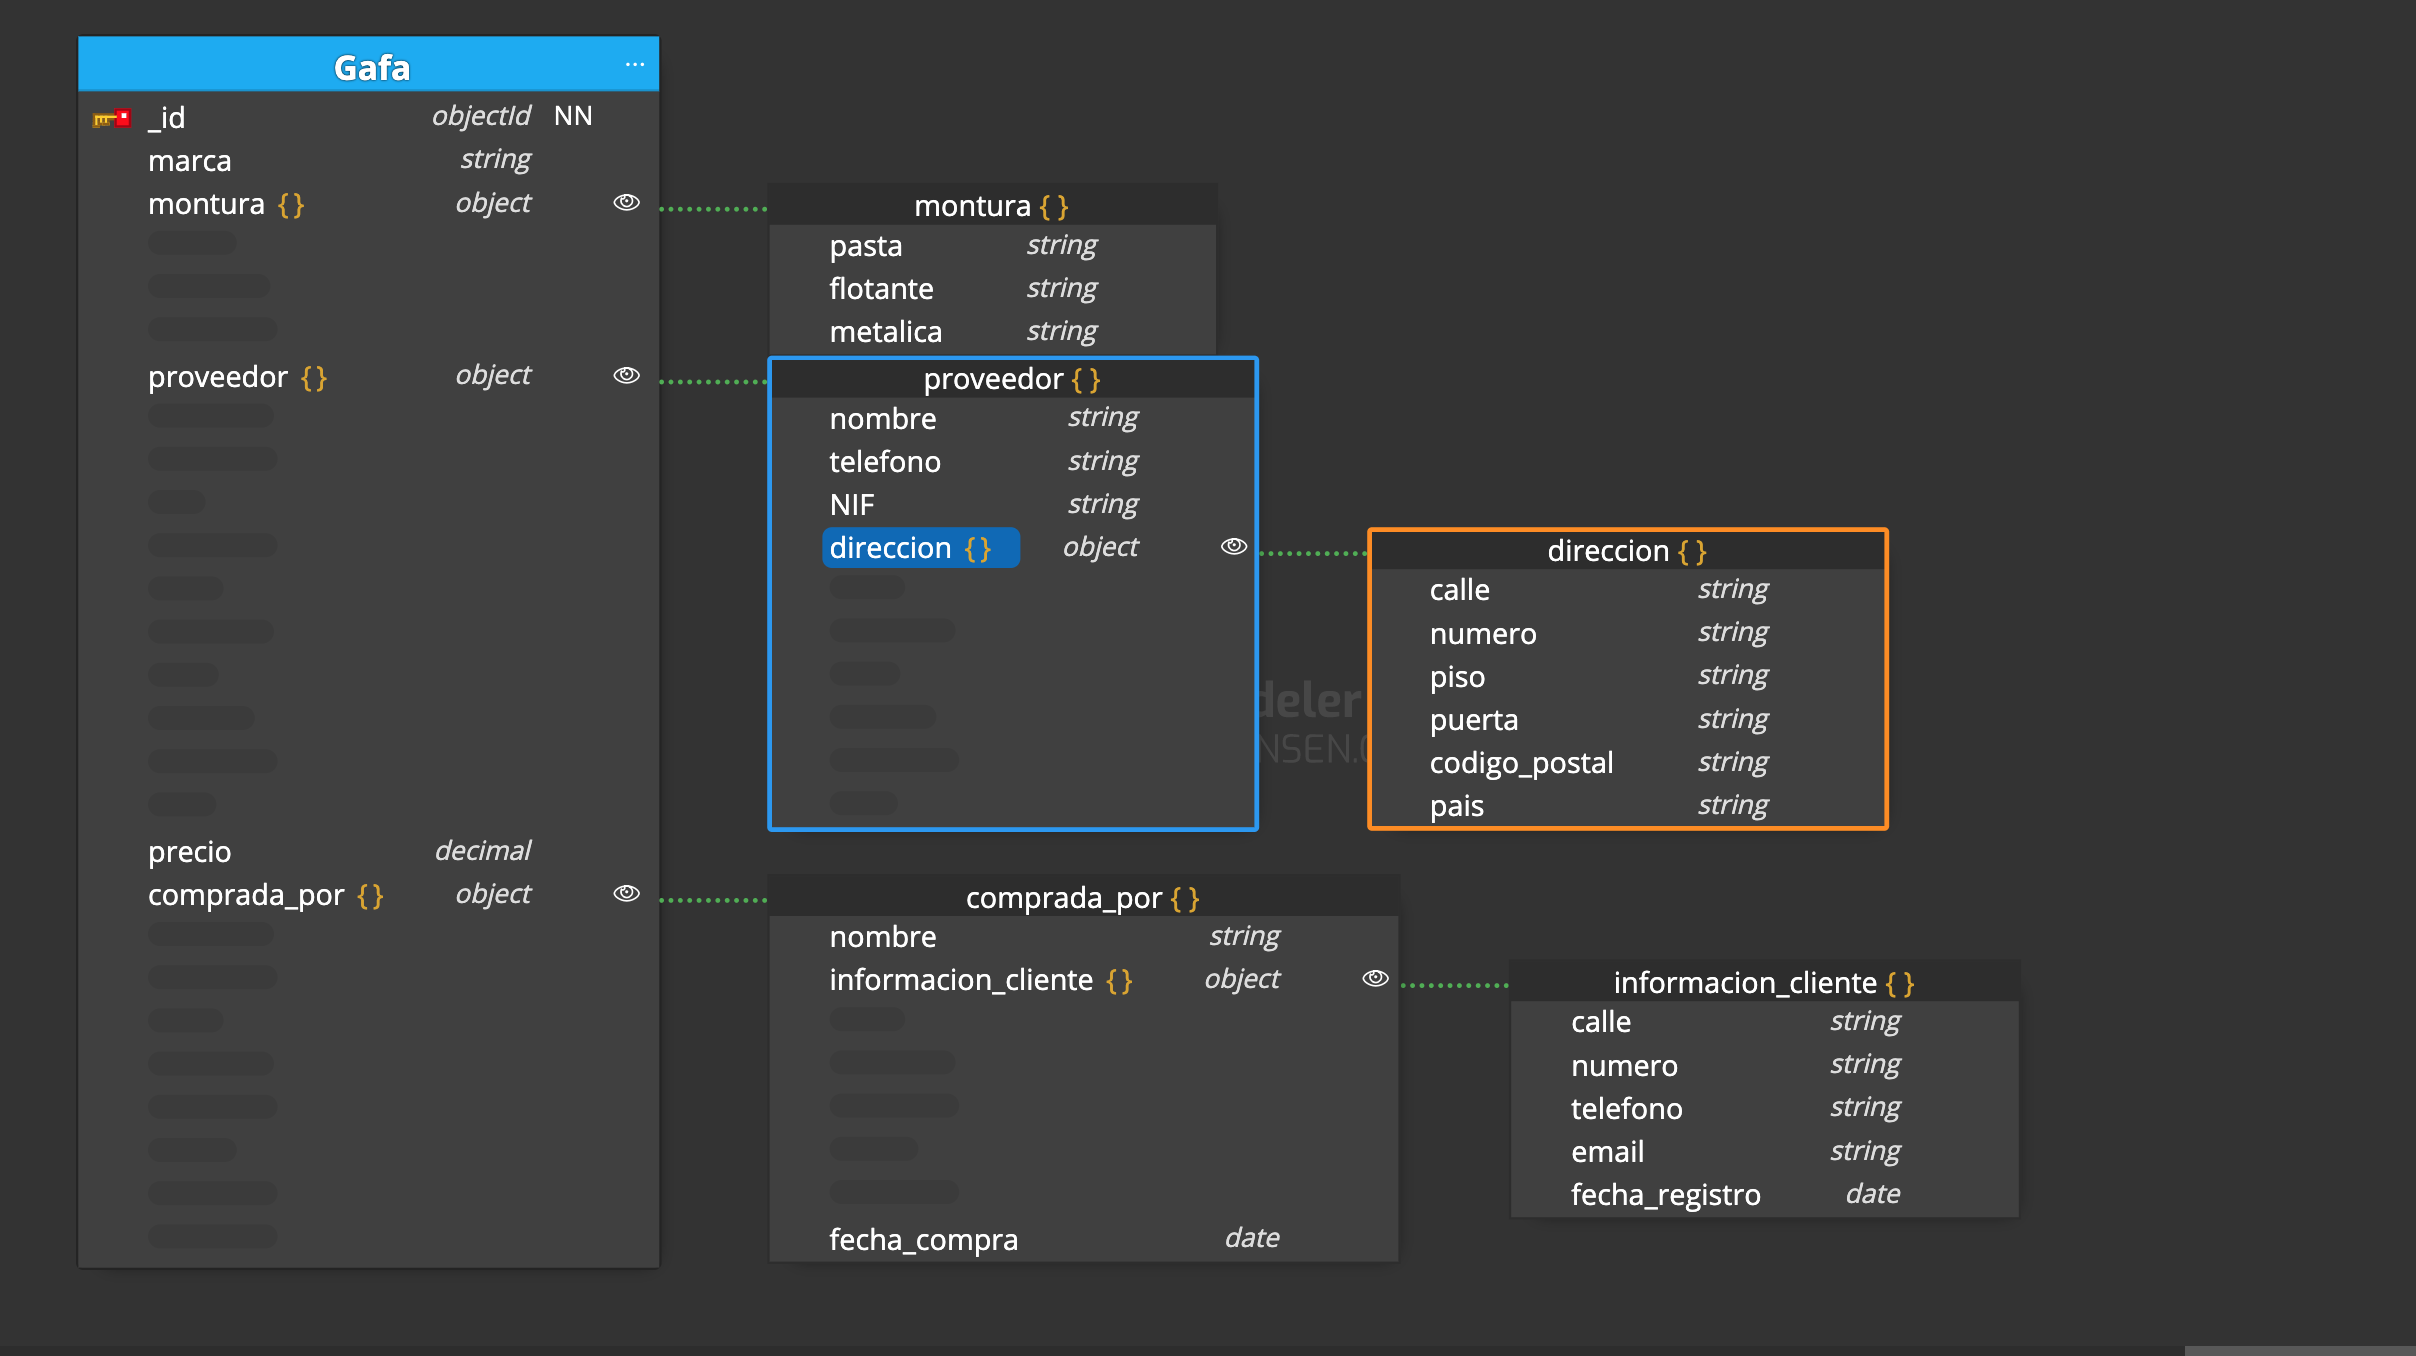 Gafa ...
_id objectId NN
marca string
montura {} object
proveedor {} object
precio decimal
comprada_por {} object
montura {}
pasta string
flotante string
metalica string
proveedor {}
nombre string
telefono string
NIF string
direccion {} object
direccion {}
calle string
numero string
piso string
puerta string
codigo_postal string
pais string
comprada_por {}
nombre string
informacion_cliente {} object
fecha_compra date
informacion_cliente {}
calle string
numero string
telefono string
email string
fecha_registro date